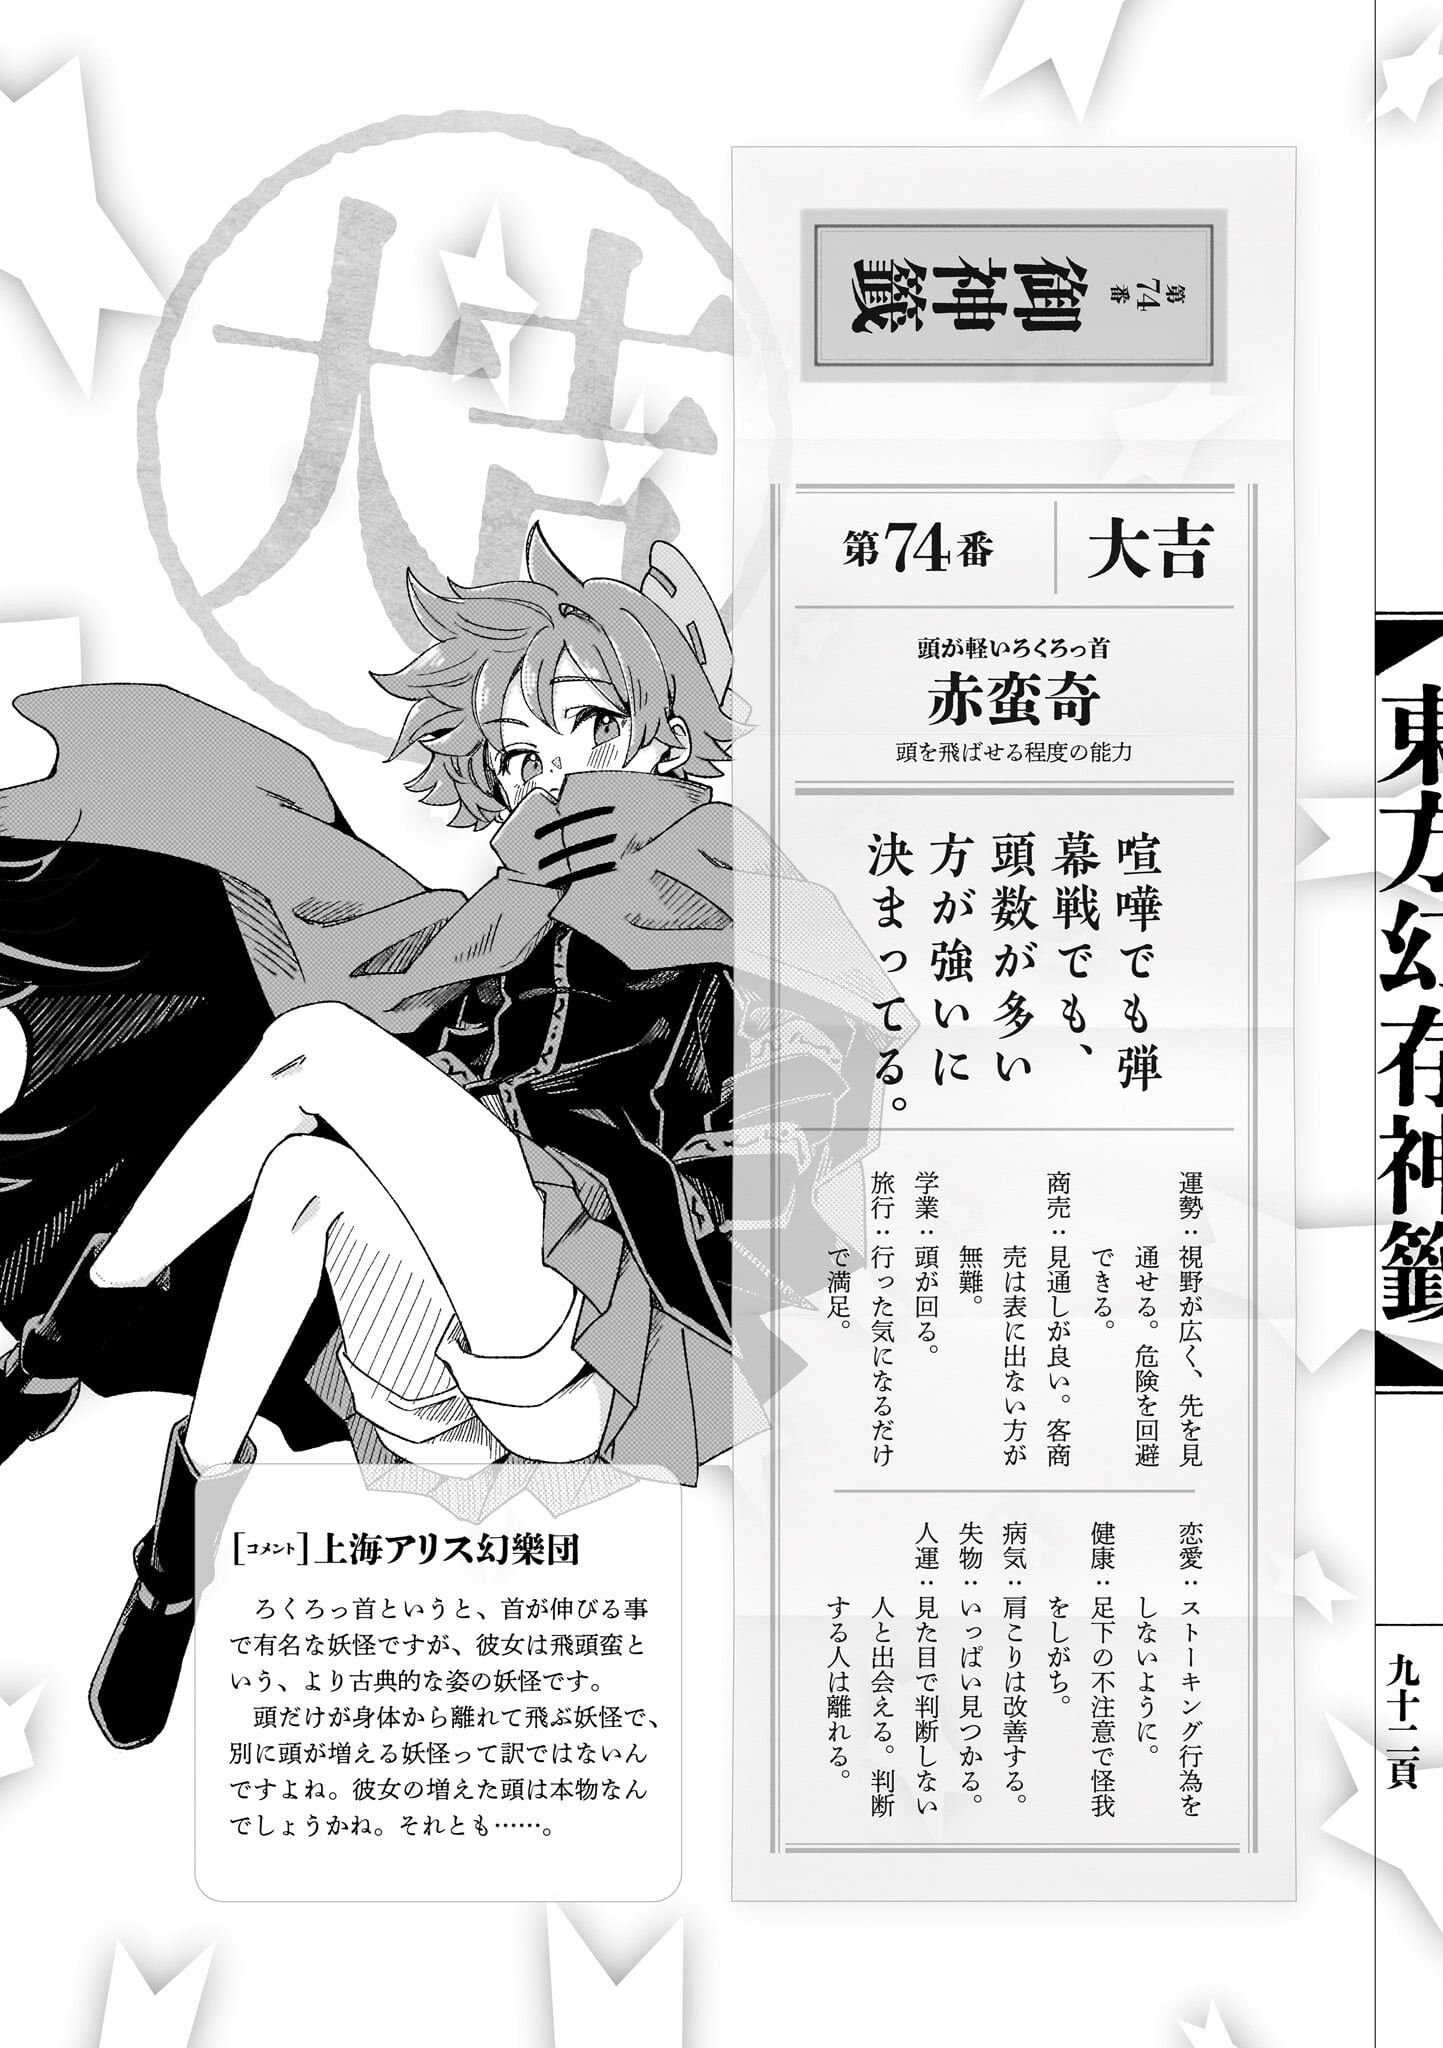 大吉
御神籤
第74番
大吉
第74番
頭が軽いろくろっ首
赤蛮奇
頭を飛ばせる程度の能力
喧嘩でも弾
幕戦でも、
頭数が多い
方が強いに
決まってる。
運勢：視野が広く、先を見
通せる。危険を回避
できる。
商売：見通しが良い。客商
売は表に出ない方が
無難。
学業：頭が回る。
旅行：行った気になるだけ
で満足。
恋愛：ストーキング行為を
しないように。
健康：足下の不注意で怪我
をしがち。
病気：肩こりは改善する。
失物：いっぱい見つかる。
人運：見た目で判断しない
人と出会える。判断
する人は離れる。
［コメント］上海アリス幻樂団
ろくろっ首というと、首が伸びる事
で有名な妖怪ですが、彼女は飛頭蛮と
いう、より古典的な姿の妖怪です。
頭だけが身体から離れて飛ぶ妖怪で、
別に頭が増える妖怪って訳ではないん
ですよね。彼女の増えた頭は本物なん
でしょうかね。それとも……。
東方幻存神籤
九十二頁